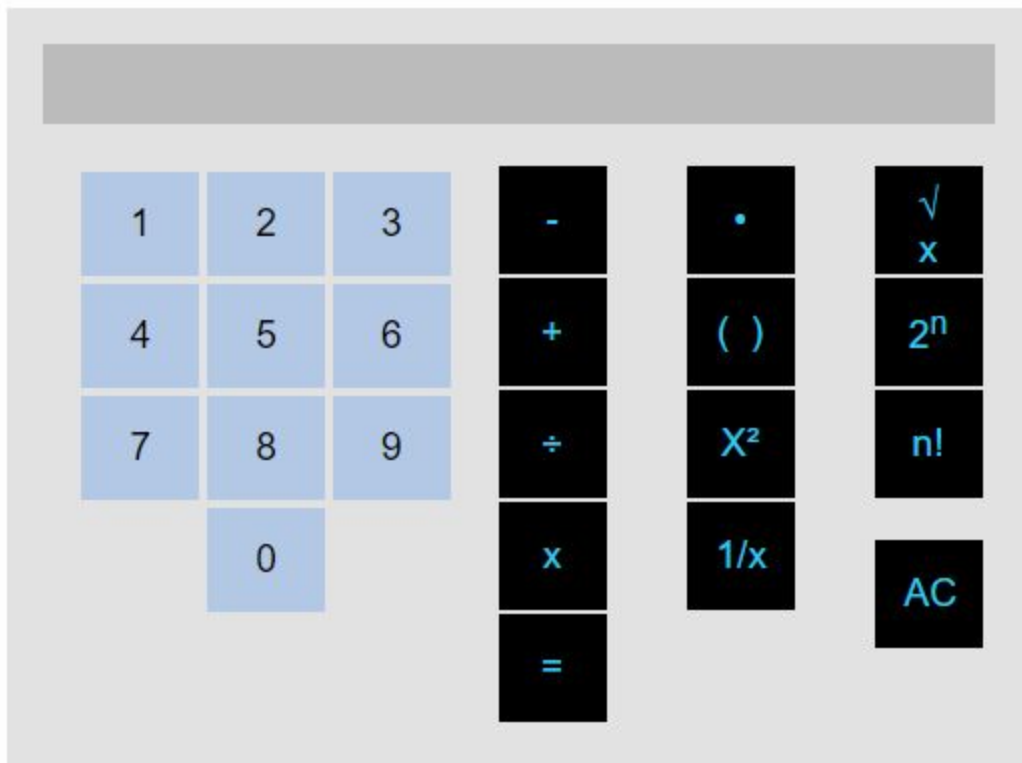 1 2 3 - • √
x
4 5 6 + ( ) 2ⁿ
7 8 9 ÷ X² n!
0 x 1/x AC
=